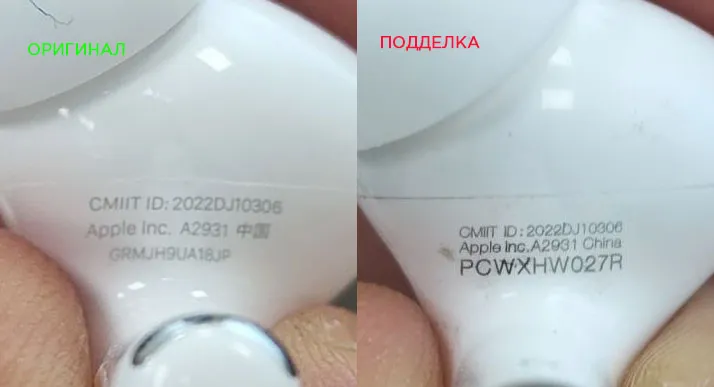 ОРИГИНАЛ
CMIIT ID: 2022DJ10306
Apple Inc. A2931 中国
GRMJH9UA18JP
ПОДДЕЛКА
CMIIT ID: 2022DJ10306
Apple Inc. A2931 China
PCWXHW027R